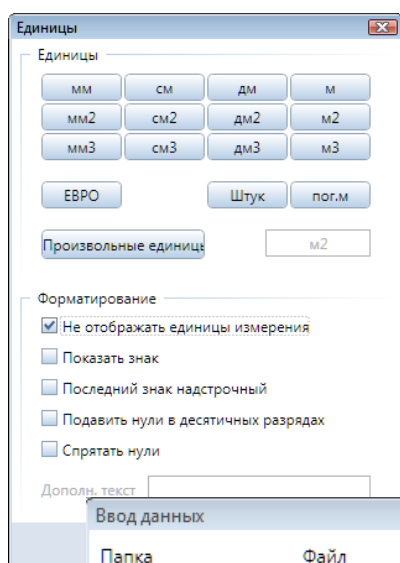 Единицы
Единицы
мм см дм м
мм2 см2 дм2 м2
мм3 см3 дм3 м3
ЕВРО Штук пог.м
Произвольные единиць м2
Форматирование
Не отображать единицы измерения
Показать знак
Последний знак надстрочный
Подавить нули в десятичных разрядах
Спрятать нули
Дополн. текст
Ввод данных
Папка Файл